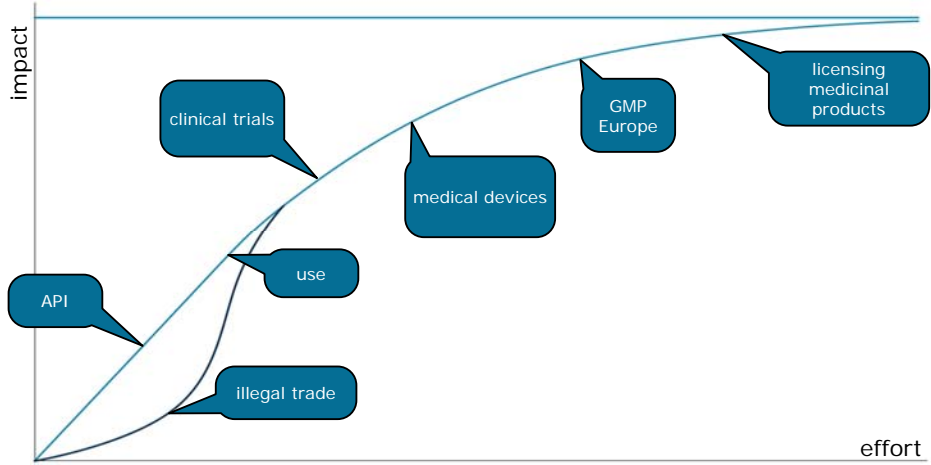 impact
clinical trials
licensing
medicinal
products
GMP
Europe
medical devices
use
API
illegal trade
effort